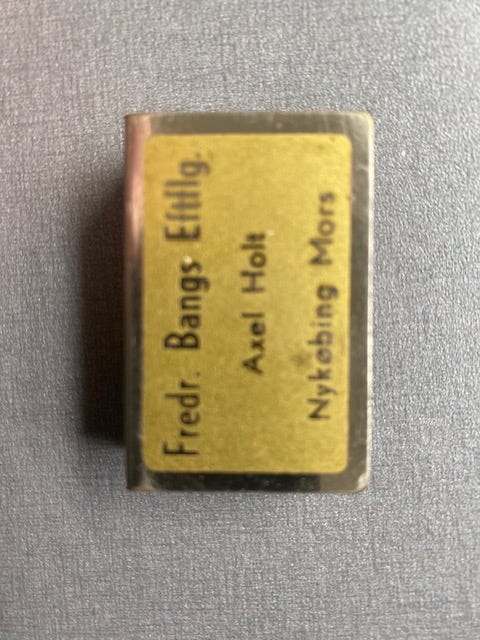 Fredr. Bangs Eftflg.
Axel Holt
Nykøbing Mors